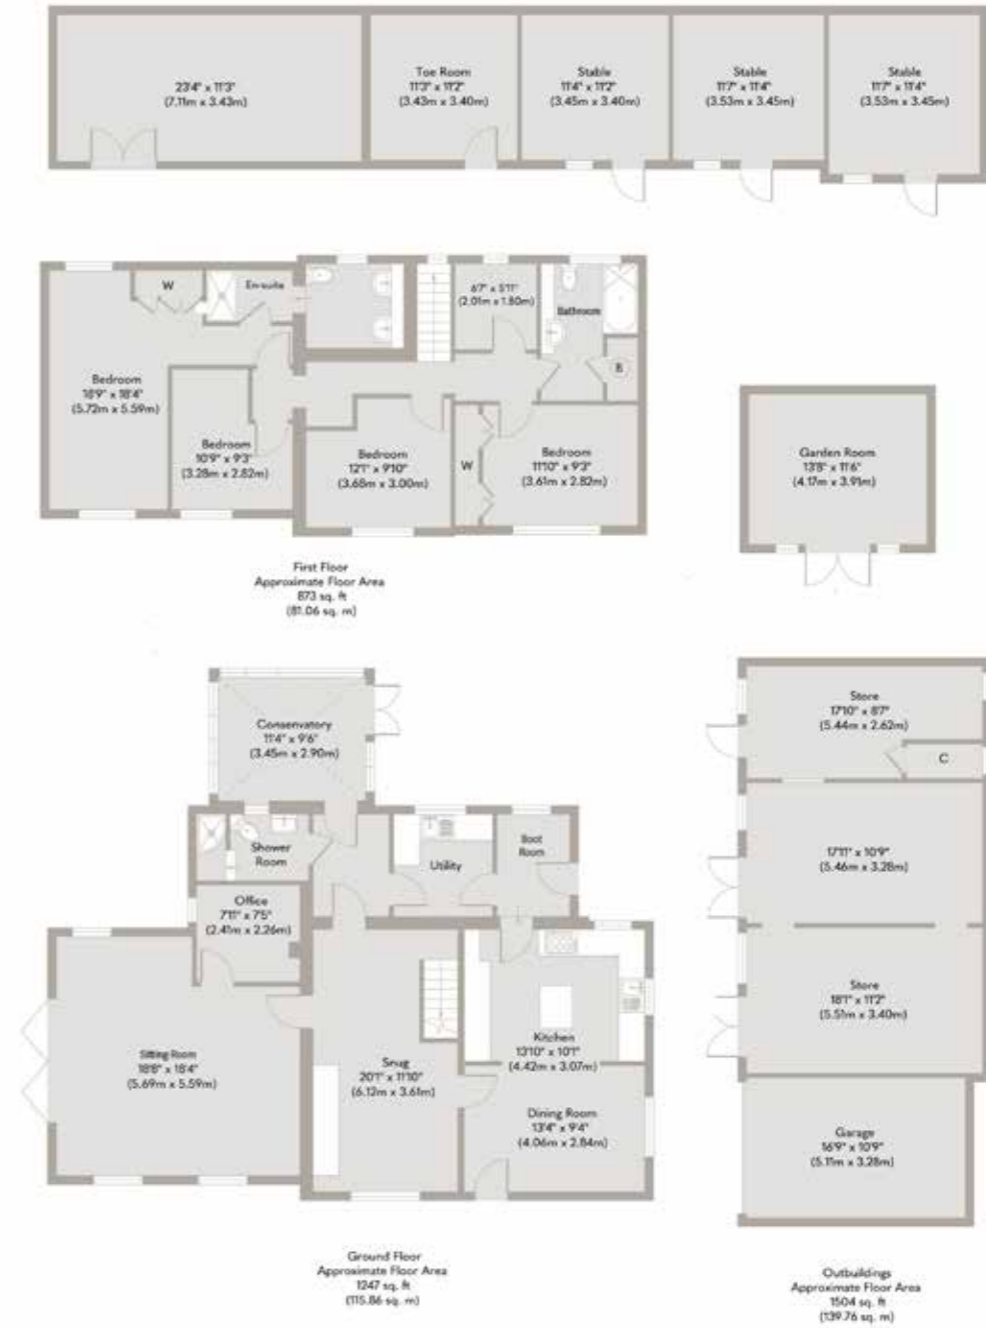 23'4" x 11'3"
(7.11m x 3.43m)
Toe Room
11'3" x 11'2"
(3.43m x 3.40m)
Stable
11'4" x 11'2"
(3.45m x 3.40m)
Stable
11'7" x 11'4"
(3.53m x 3.45m)
Stable
11'7" x 11'4"
(3.53m x 3.45m)
W
En-suite
6'7" x 5'11"
(2.01m x 1.80m)
Bathroom
B
Bedroom
18'9" x 18'4"
(5.72m x 5.59m)
Bedroom
10'9" x 9'3"
(3.28m x 2.82m)
Bedroom
12'1" x 9'10"
(3.68m x 3.00m)
W
Bedroom
11'10" x 9'3"
(3.61m x 2.82m)
Garden Room
13'8" x 11'6"
(4.17m x 3.91m)
First Floor
Approximate Floor Area
873 sq. ft
(81.06 sq. m)
Conservatory
11'4" x 9'6"
(3.45m x 2.90m)
Shower
Room
Utility
Boot
Room
Office
7'11" x 7'5"
(2.41m x 2.26m)
Sitting Room
18'8" x 18'4"
(5.69m x 5.59m)
Snug
20'1" x 11'10"
(6.12m x 3.61m)
Kitchen
13'10" x 10'1"
(4.42m x 3.07m)
Dining Room
13'4" x 9'4"
(4.06m x 2.84m)
Store
17'10" x 8'7"
(5.44m x 2.62m)
C
17'11" x 10'9"
(5.46m x 3.28m)
Store
18'1" x 11'2"
(5.51m x 3.40m)
Garage
16'9" x 10'9"
(5.11m x 3.28m)
Ground Floor
Approximate Floor Area
1247 sq. ft
(115.86 sq. m)
Outbuildings
Approximate Floor Area
1504 sq. ft
(139.76 sq. m)